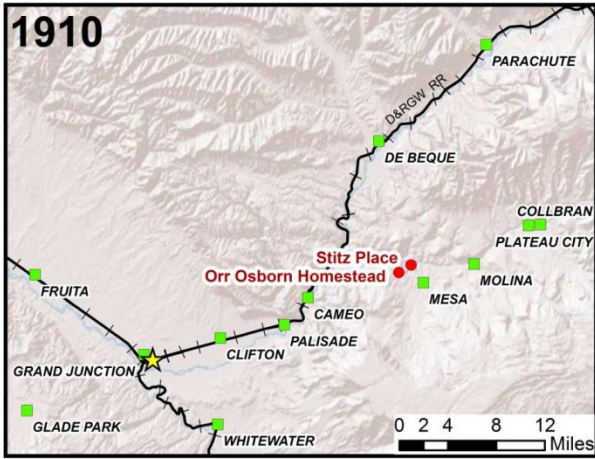 1910
PARACHUTE
D&RGW RR
DE BEQUE
COLLBRAN
PLATEAU CITY
Stitz Place
Orr Osborn Homestead
MOLINA
MESA
FRUITA
CAMEO
PALISADE
CLIFTON
GRAND JUNCTION
GLADE PARK
WHITEWATER
0 2 4 8 12
Miles